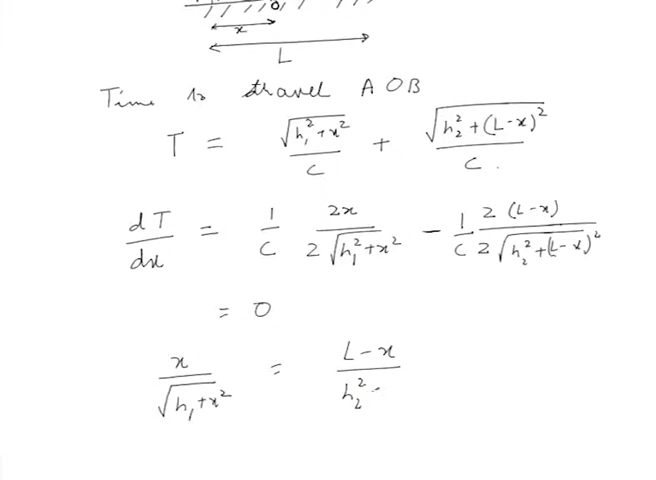 O
x
L
Time to travel AOB
T = √(h₁² + x²)/C + √(h₂² + (L-x)²)/C.
dT/dx = 1/C 2x/(2√(h₁² + x²)) - 1/C 2(L-x)/(2√(h₂² + (L-x)²))
= 0
x/√(h₁ + x²) = L-x/h₂² -